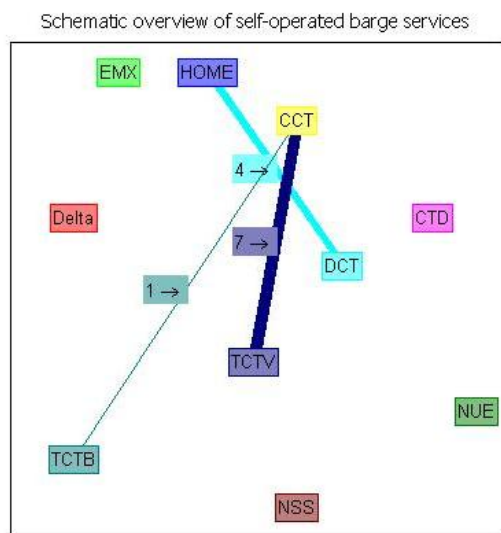 Schematic overview of self-operated barge services
EMX
HOME
CCT
4 →
Delta
CTD
7 →
DCT
1 →
TCTV
NUE
TCTB
NSS